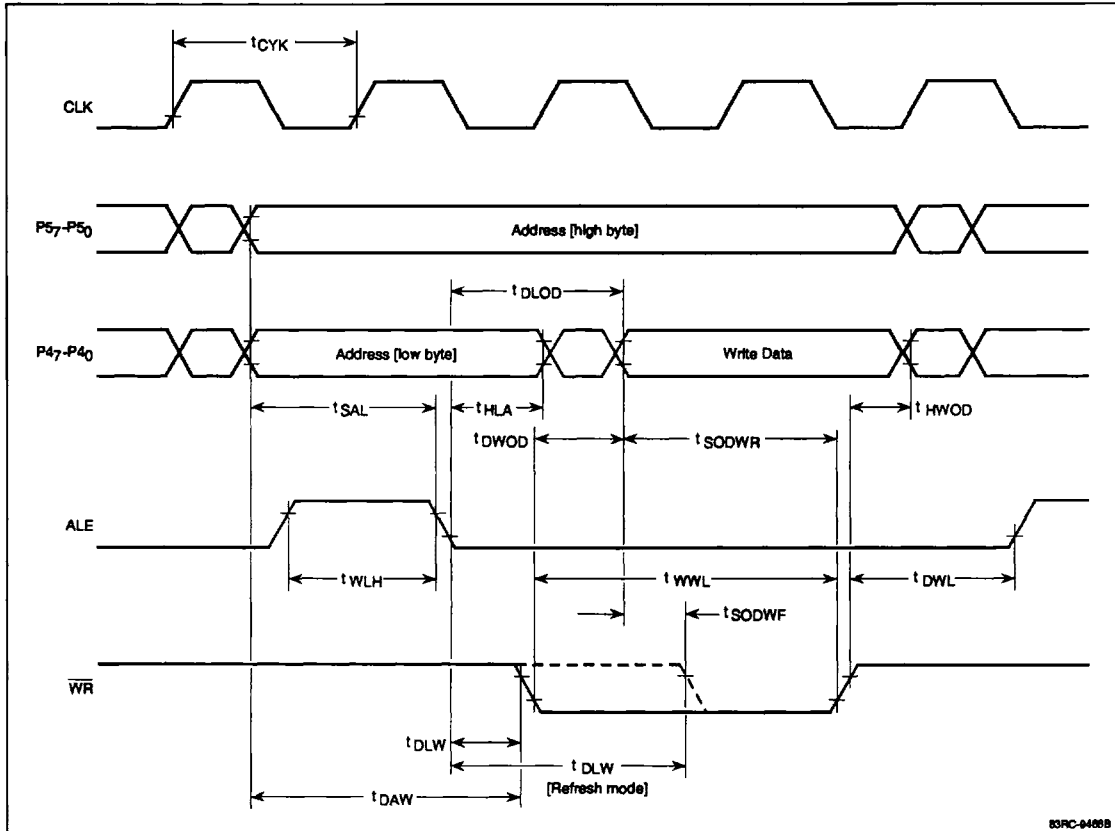 tCYK
CLK
P57-P50
Address [high byte]
tDLOD
P47-P40
Address [low byte]
Write Data
tSAL
tHLA
tHWOD
tDWOD
tSODWR
ALE
tWLH
tWWL
tDWL
tSODWF
WR
tDLW
tDLW
[Refresh mode]
tDAW
83RC-9466B